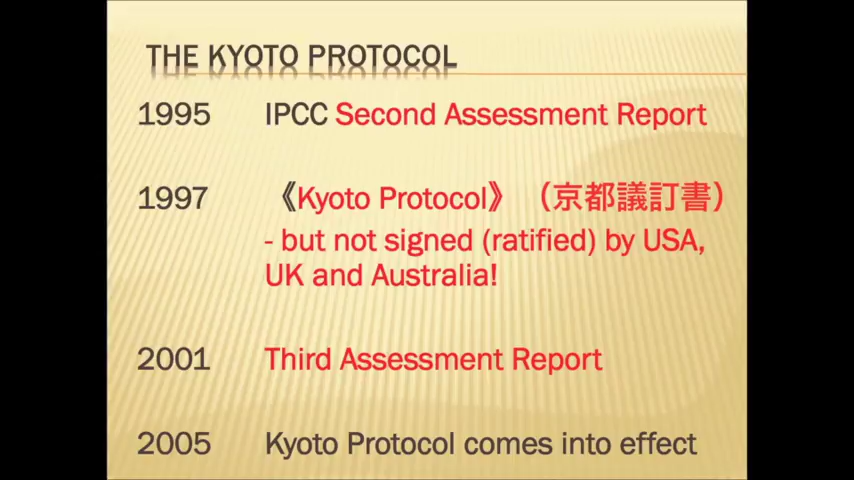 THE KYOTO PROTOCOL
1995 IPCC Second Assessment Report
1997 《Kyoto Protocol》 (京都議訂書)
- but not signed (ratified) by USA,
UK and Australia!
2001 Third Assessment Report
2005 Kyoto Protocol comes into effect